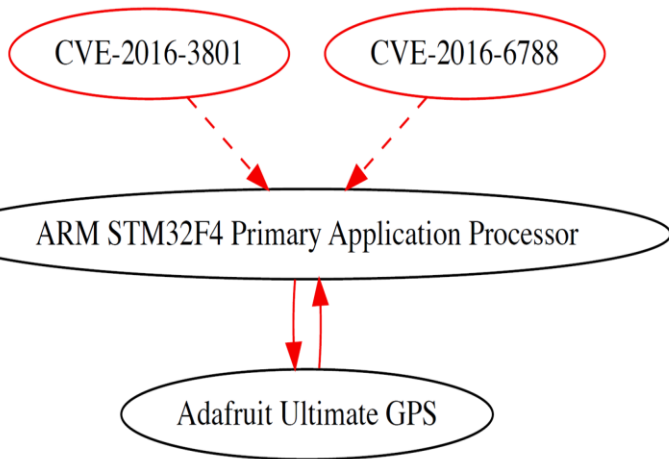 CVE-2016-3801
CVE-2016-6788
ARM STM32F4 Primary Application Processor
Adafruit Ultimate GPS